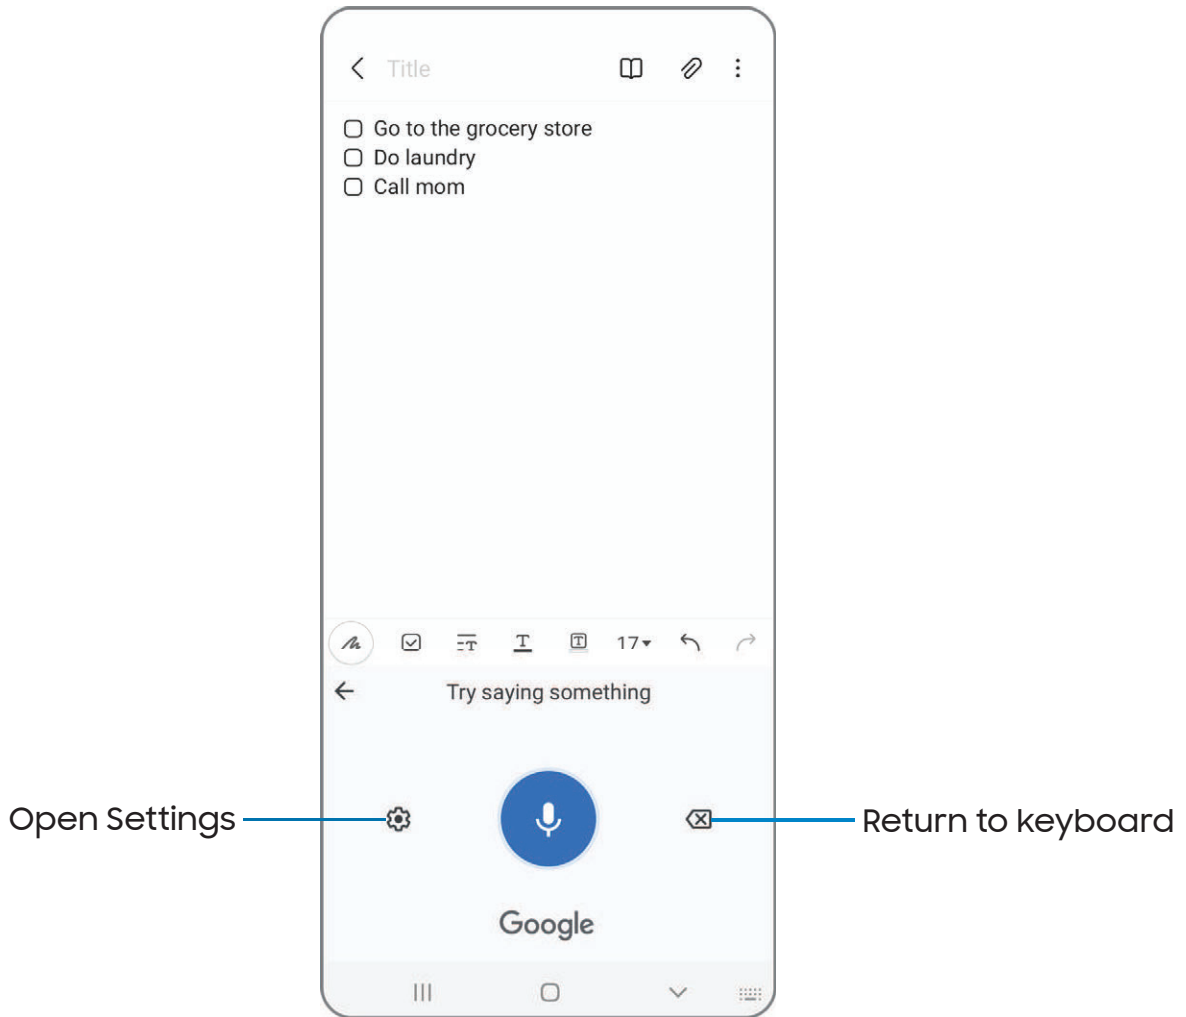 Title
Go to the grocery store
Do laundry
Call mom
17
Try saying something
Open Settings
Return to keyboard
Google